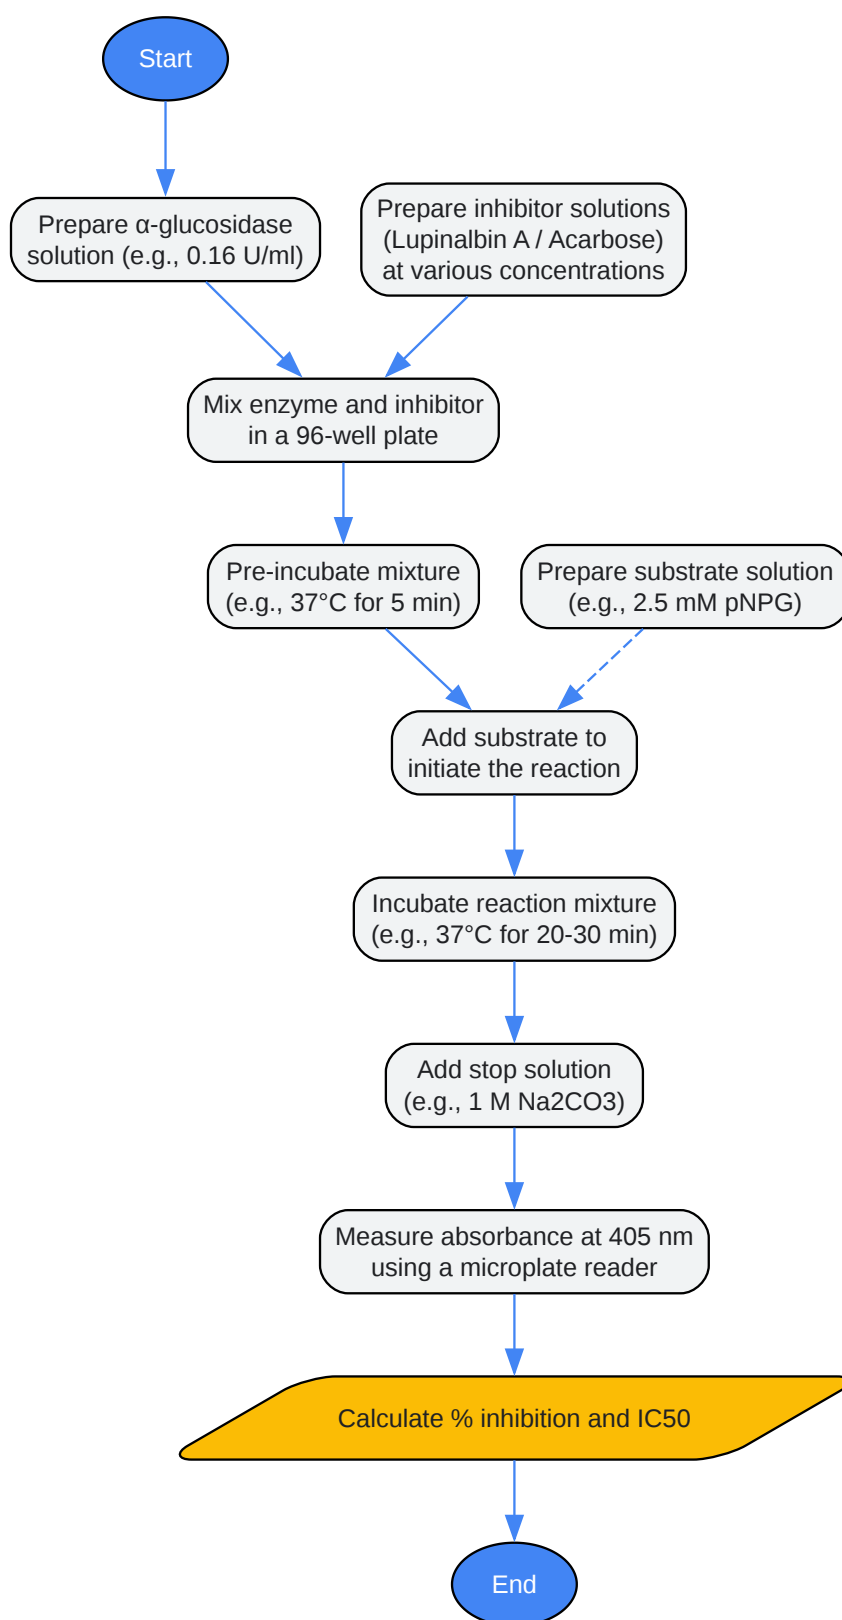 Start
Prepare α-glucosidase
solution (e.g., 0.16 U/ml)
Prepare inhibitor solutions
(Lupinalbin A / Acarbose)
at various concentrations
Mix enzyme and inhibitor
in a 96-well plate
Pre-incubate mixture
(e.g., 37°C for 5 min)
Prepare substrate solution
(e.g., 2.5 mM pNPG)
Add substrate to
initiate the reaction
Incubate reaction mixture
(e.g., 37°C for 20-30 min)
Add stop solution
(e.g., 1 M Na2CO3)
Measure absorbance at 405 nm
using a microplate reader
Calculate % inhibition and IC50
End